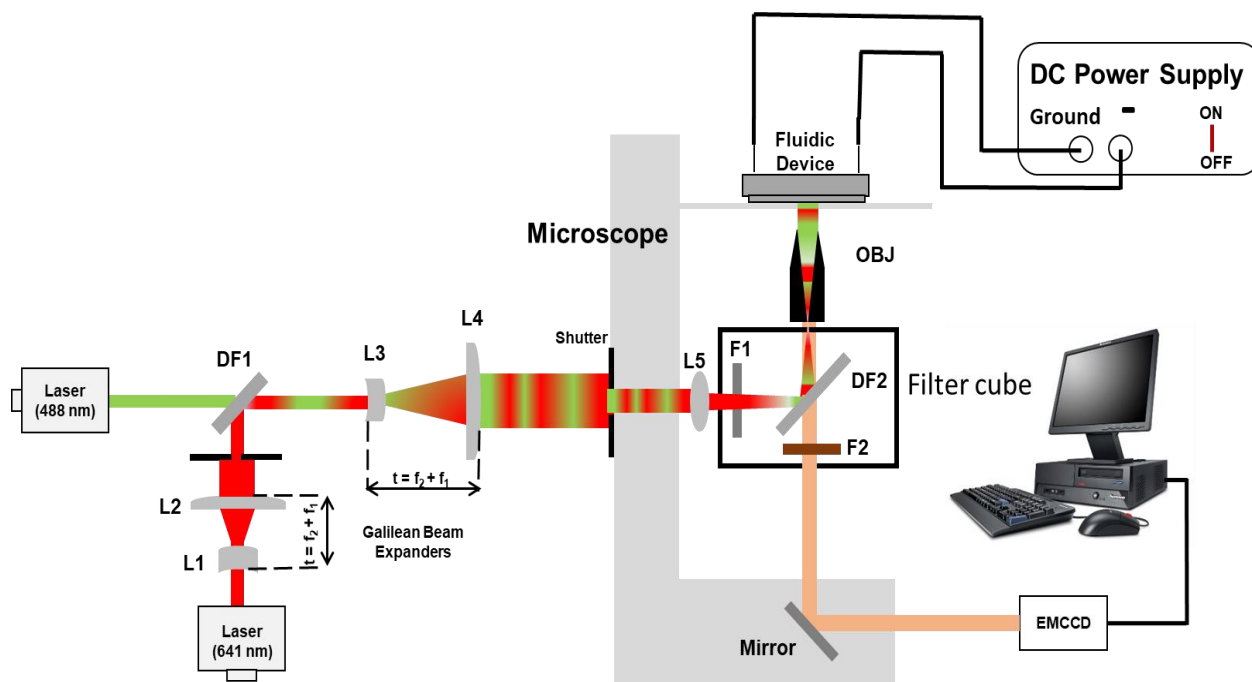 DC Power Supply
Ground
-
ON
OFF
Fluidic
Device
Microscope
OBJ
L4
Shutter
L3
DF1
L5
F1
DF2
Filter cube
Laser
(488 nm)
F2
t = f₂ + f₁
L2
t = f₂ + f₁
Galilean Beam
Expanders
L1
Laser
(641 nm)
Mirror
EMCCD